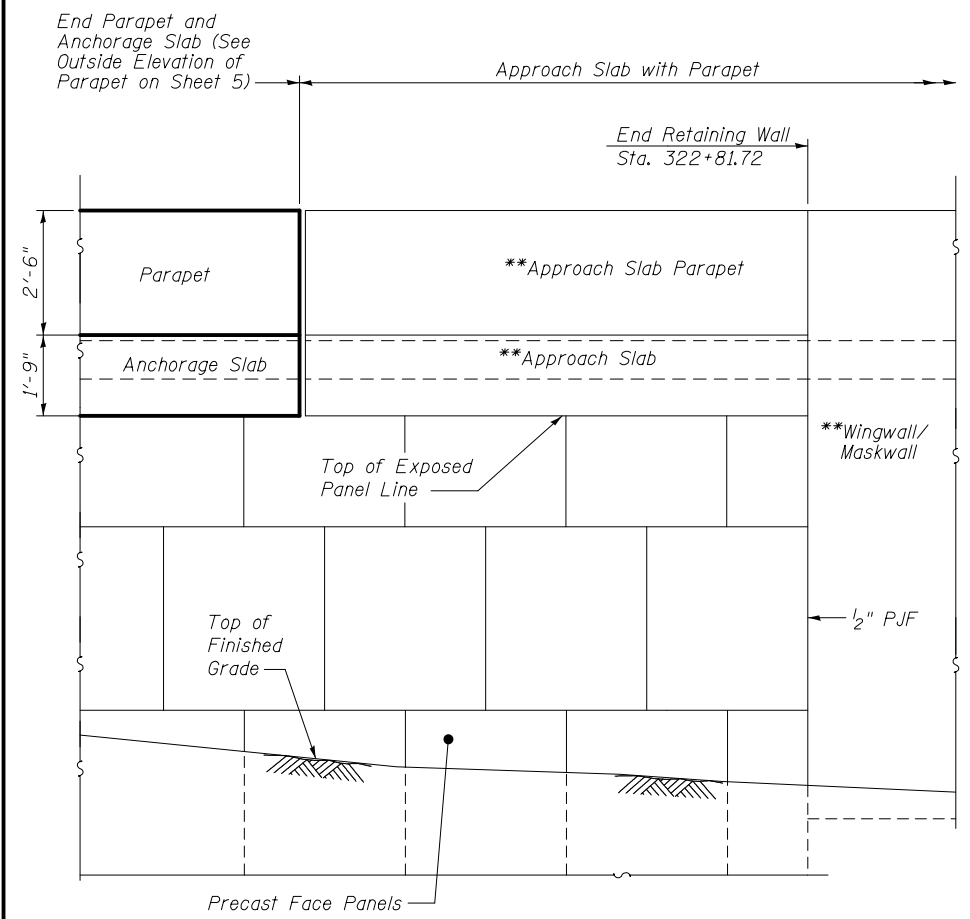 End Parapet and
Anchorage Slab (See
Outside Elevation of
Parapet on Sheet 5)
Approach Slab with Parapet
End Retaining Wall
Sta. 322+81.72
2'-6"
Parapet
**Approach Slab Parapet
1'-9"
Anchorage Slab
**Approach Slab
**Wingwall/
Maskwall
Top of Exposed
Panel Line
1/2" PJF
Top of
Finished
Grade
Precast Face Panels